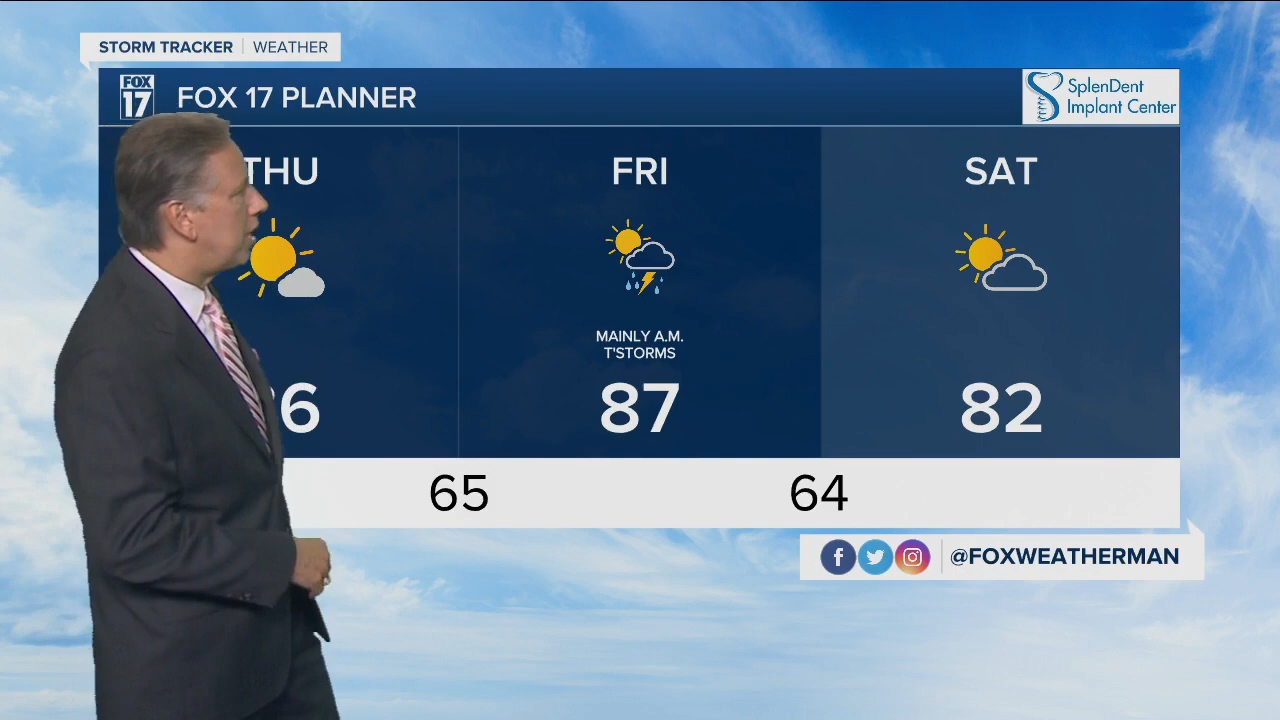 STORM TRACKER WEATHER
FOX
17
FOX 17 PLANNER
SplenDent
Implant Center
THU
FRI
SAT
MAINLY A.M.
T'STORMS
6
87
82
65
64
f
@FOXWEATHERMAN